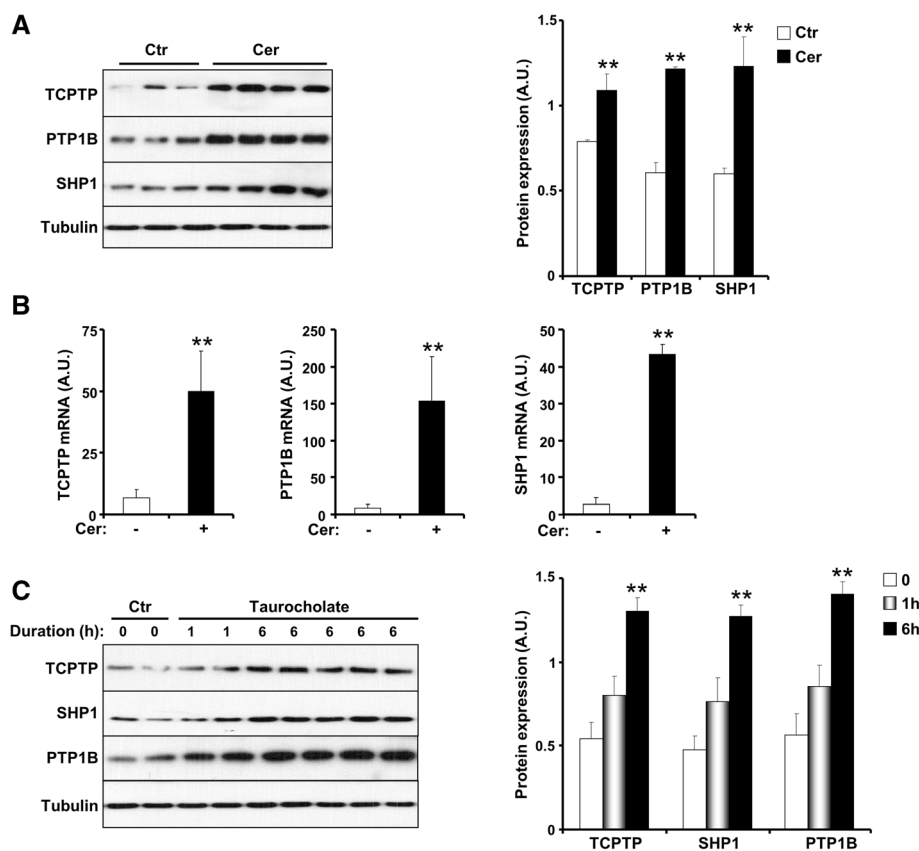 A
Ctr Cer
TCPTP
PTP1B
SHP1
Tubulin
Protein expression (A.U.)
1.5
1
0.5
0
** ** **
Ctr
Cer
TCPTP PTP1B SHP1
B
TCPTP mRNA (A.U.)
75
50
25
0
**
Cer: - +
PTP1B mRNA (A.U.)
250
200
150
100
50
0
**
Cer: - +
SHP1 mRNA (A.U.)
50
40
30
20
10
0
**
Cer: - +
C
Ctr Taurocholate
Duration (h): 0 0 1 1 6 6 6 6 6
TCPTP
SHP1
PTP1B
Tubulin
Protein expression (A.U.)
1.5
1
0.5
0
** ** **
0
1h
6h
TCPTP SHP1 PTP1B